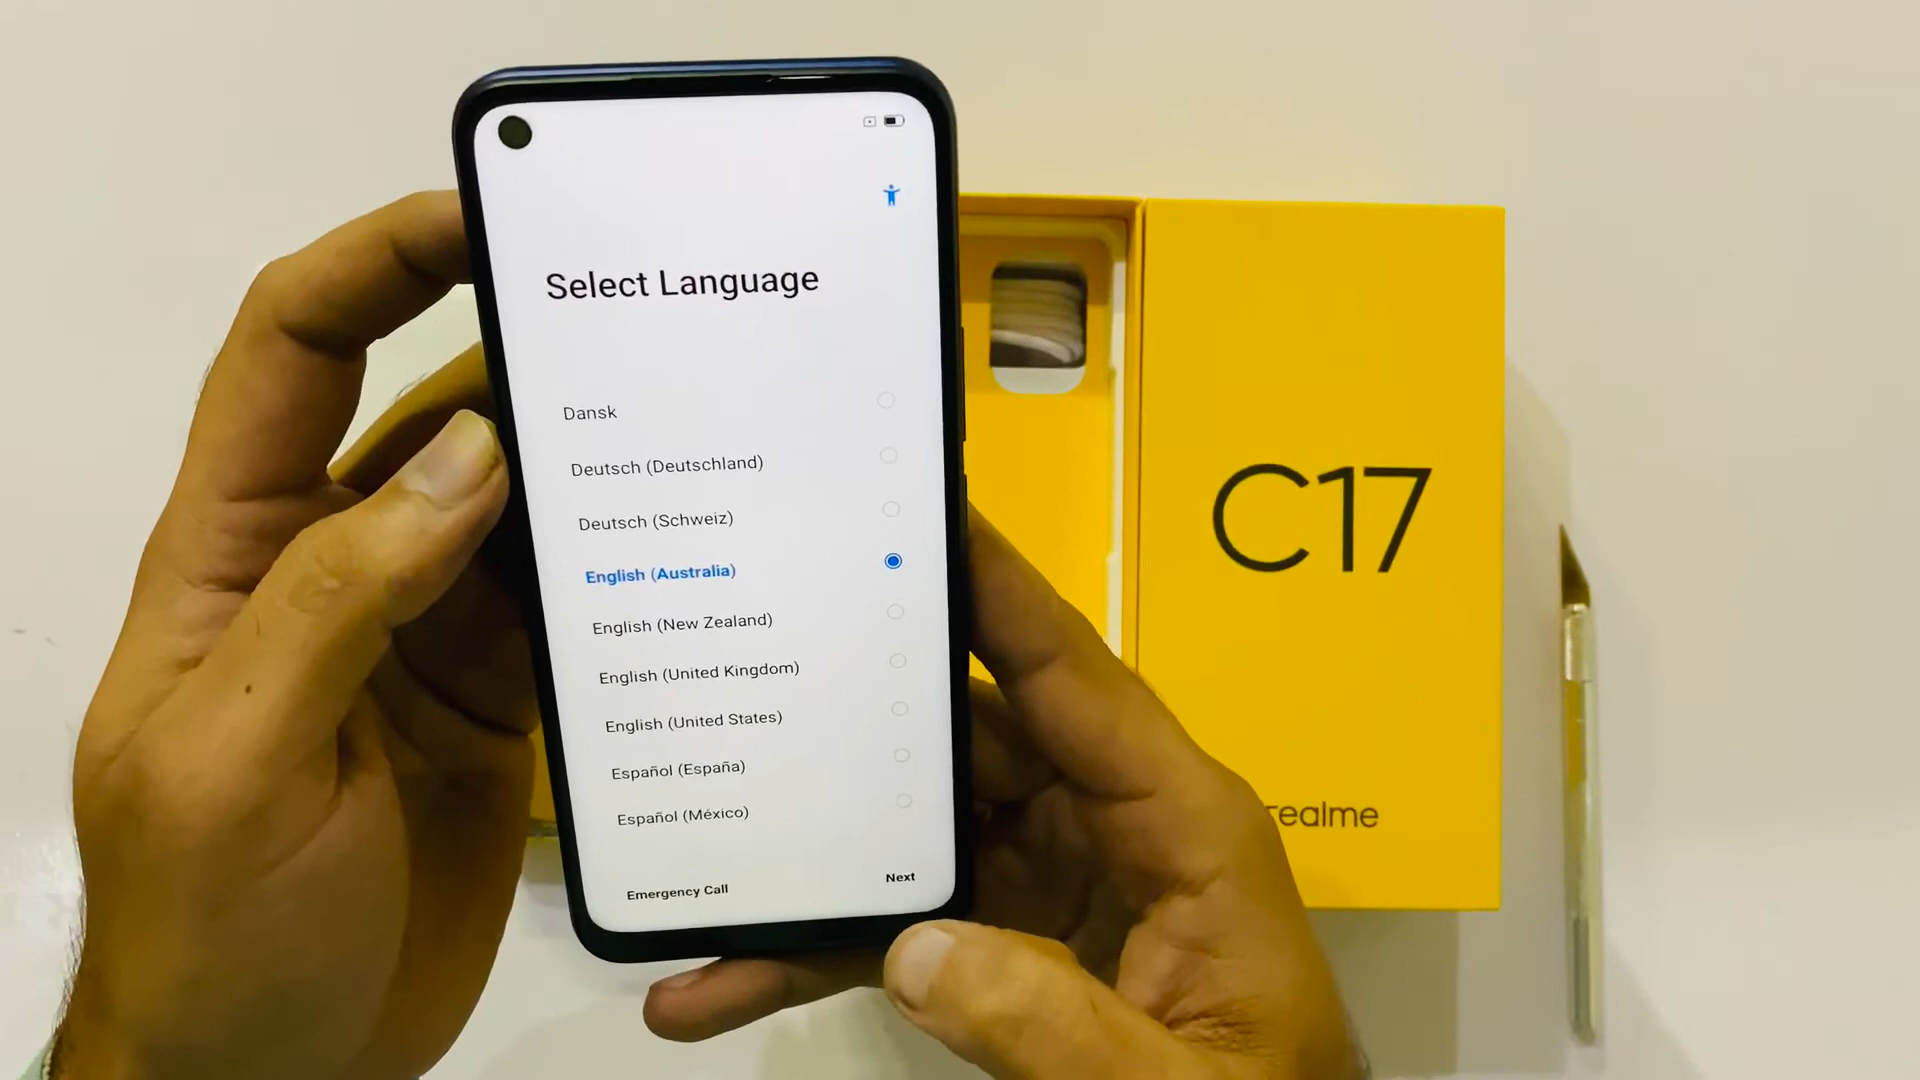 Select Language
Dansk
Deutsch (Deutschland)
Deutsch (Schweiz)
English (Australia)
English (New Zealand)
English (United Kingdom)
English (United States)
Español (España)
Español (México)
Emergency Call
Next
C17
realme